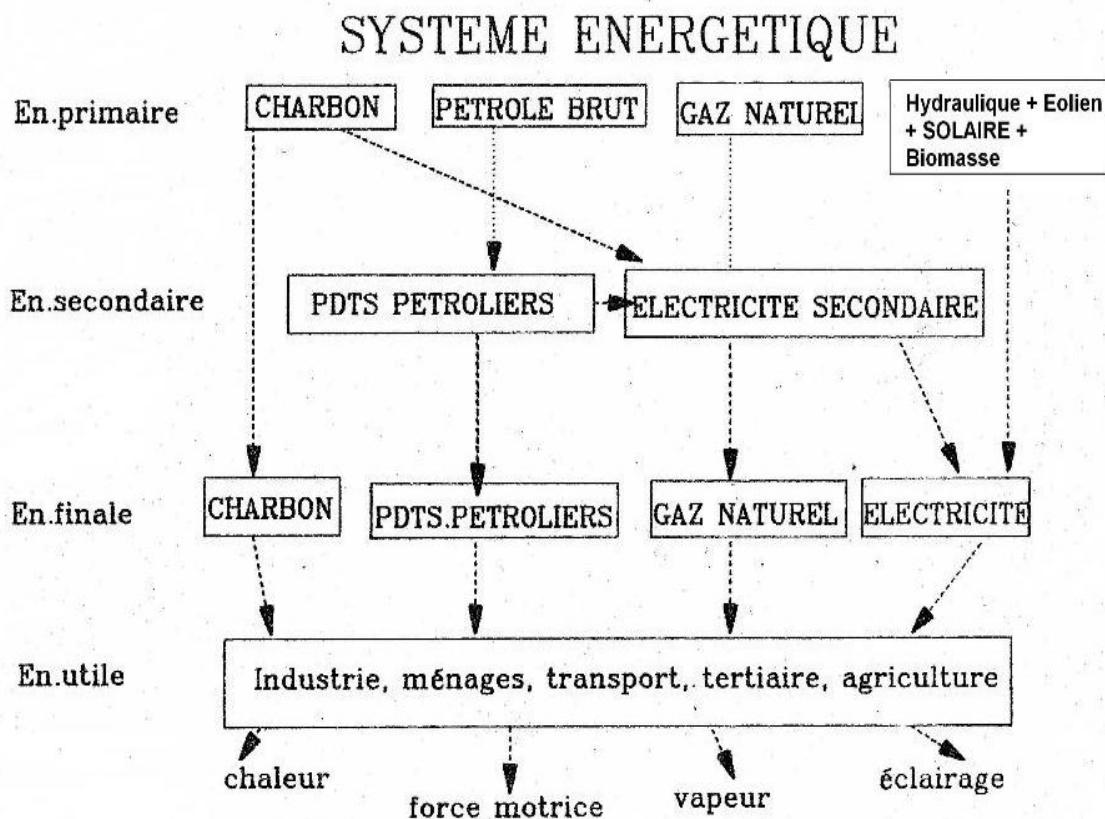 SYSTEME ENERGETIQUE
En.primaire
CHARBON
PETROLE BRUT
GAZ NATUREL
Hydraulique + Eolien
+ SOLAIRE +
Biomasse
En.secondaire
PDTS PETROLIERS
ELECTRICITE SECONDAIRE
En.finale
CHARBON
PDTS.PETROLIERS
GAZ NATUREL
ELECTRICITE
En.utile
Industrie, ménages, transport, tertiaire, agriculture
chaleur
force motrice
vapeur
éclairage